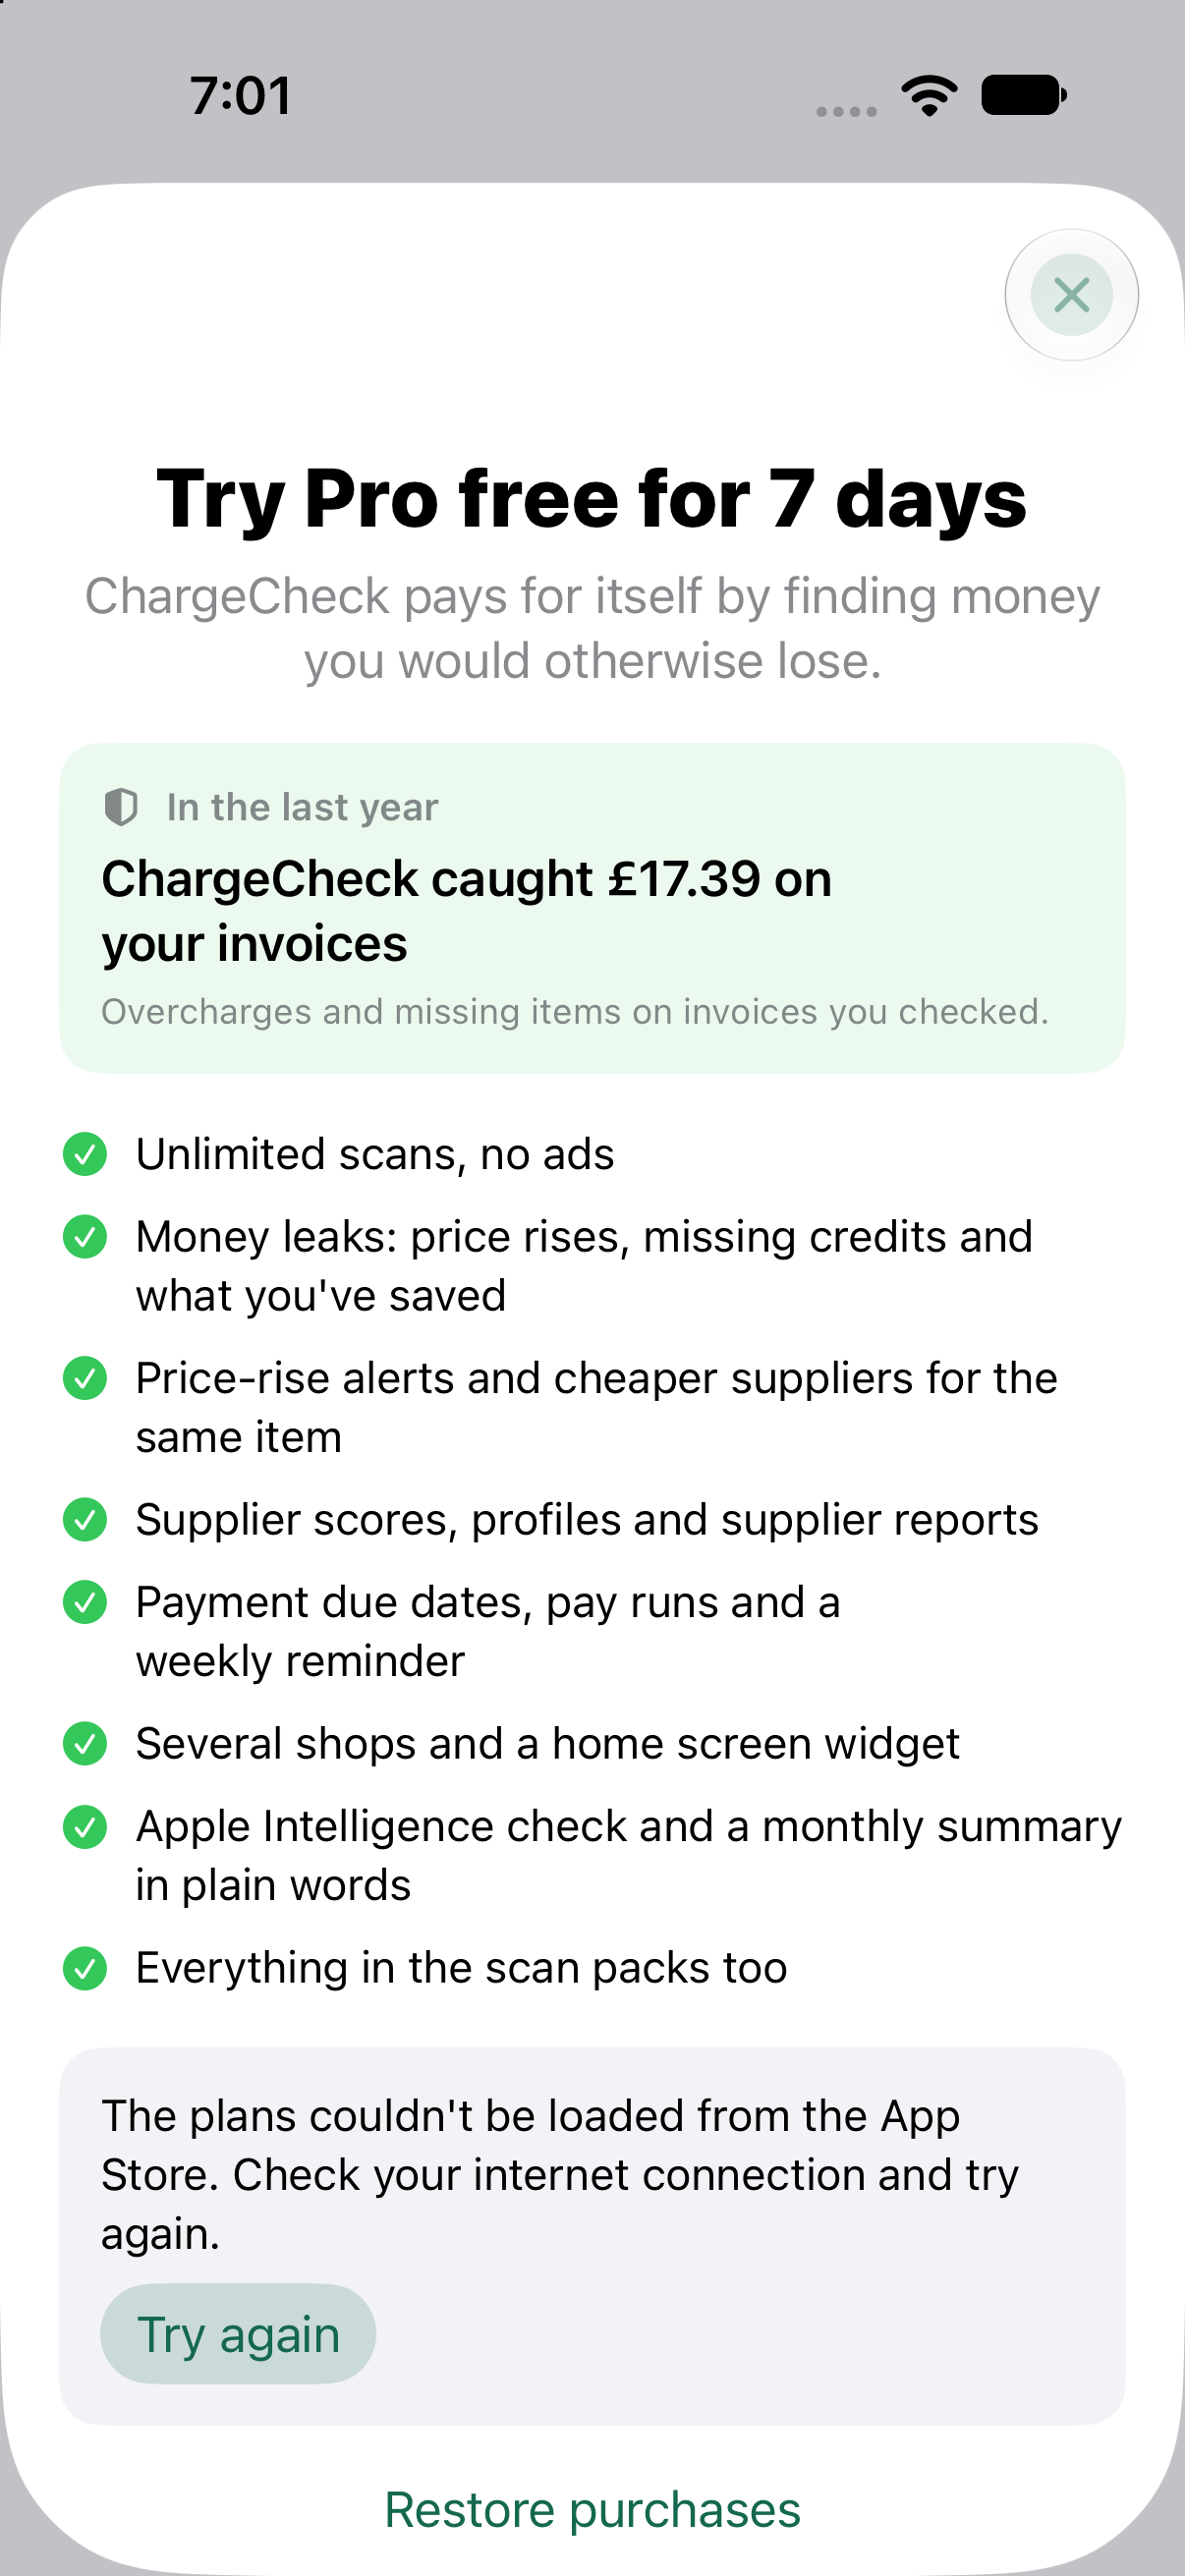 7:01
Try Pro free for 7 days
ChargeCheck pays for itself by finding money
you would otherwise lose.
In the last year
ChargeCheck caught £17.39 on
your invoices
Overcharges and missing items on invoices you checked.
Unlimited scans, no ads
Money leaks: price rises, missing credits and
what you've saved
Price-rise alerts and cheaper suppliers for the
same item
Supplier scores, profiles and supplier reports
Payment due dates, pay runs and a
weekly reminder
Several shops and a home screen widget
Apple Intelligence check and a monthly summary
in plain words
Everything in the scan packs too
The plans couldn't be loaded from the App
Store. Check your internet connection and try
again.
Try again
Restore purchases